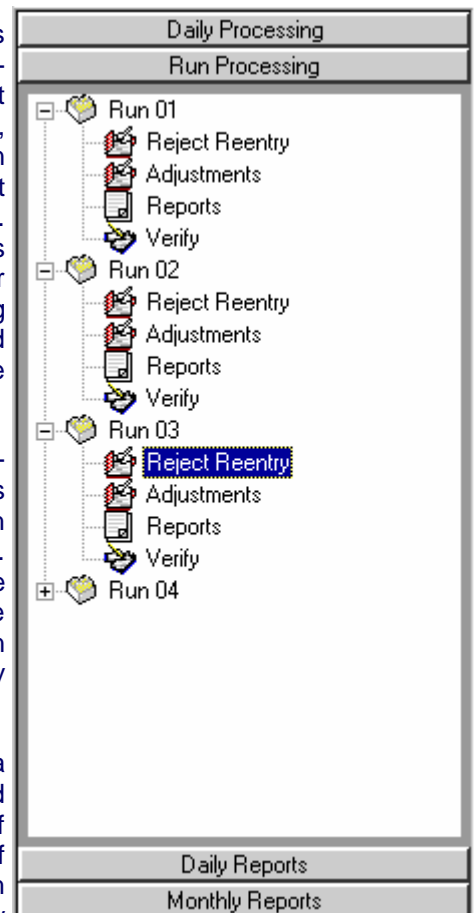 Daily Processing
Run Processing
Run 01
Reject Reentry
Adjustments
Reports
Verify
Run 02
Reject Reentry
Adjustments
Reports
Verify
Run 03
Reject Reentry
Adjustments
Reports
Verify
Run 04
Daily Reports
Monthly Reports